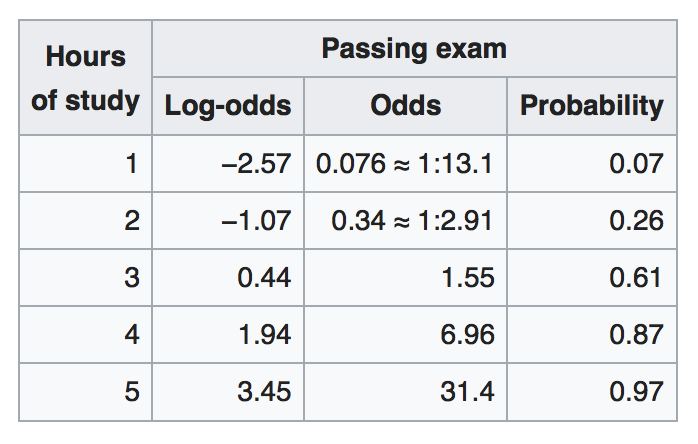 Hours of study Passing exam
Log-odds Odds Probability
1 −2.57 0.076 ≈ 1:13.1 0.07
2 −1.07 0.34 ≈ 1:2.91 0.26
3 0.44 1.55 0.61
4 1.94 6.96 0.87
5 3.45 31.4 0.97